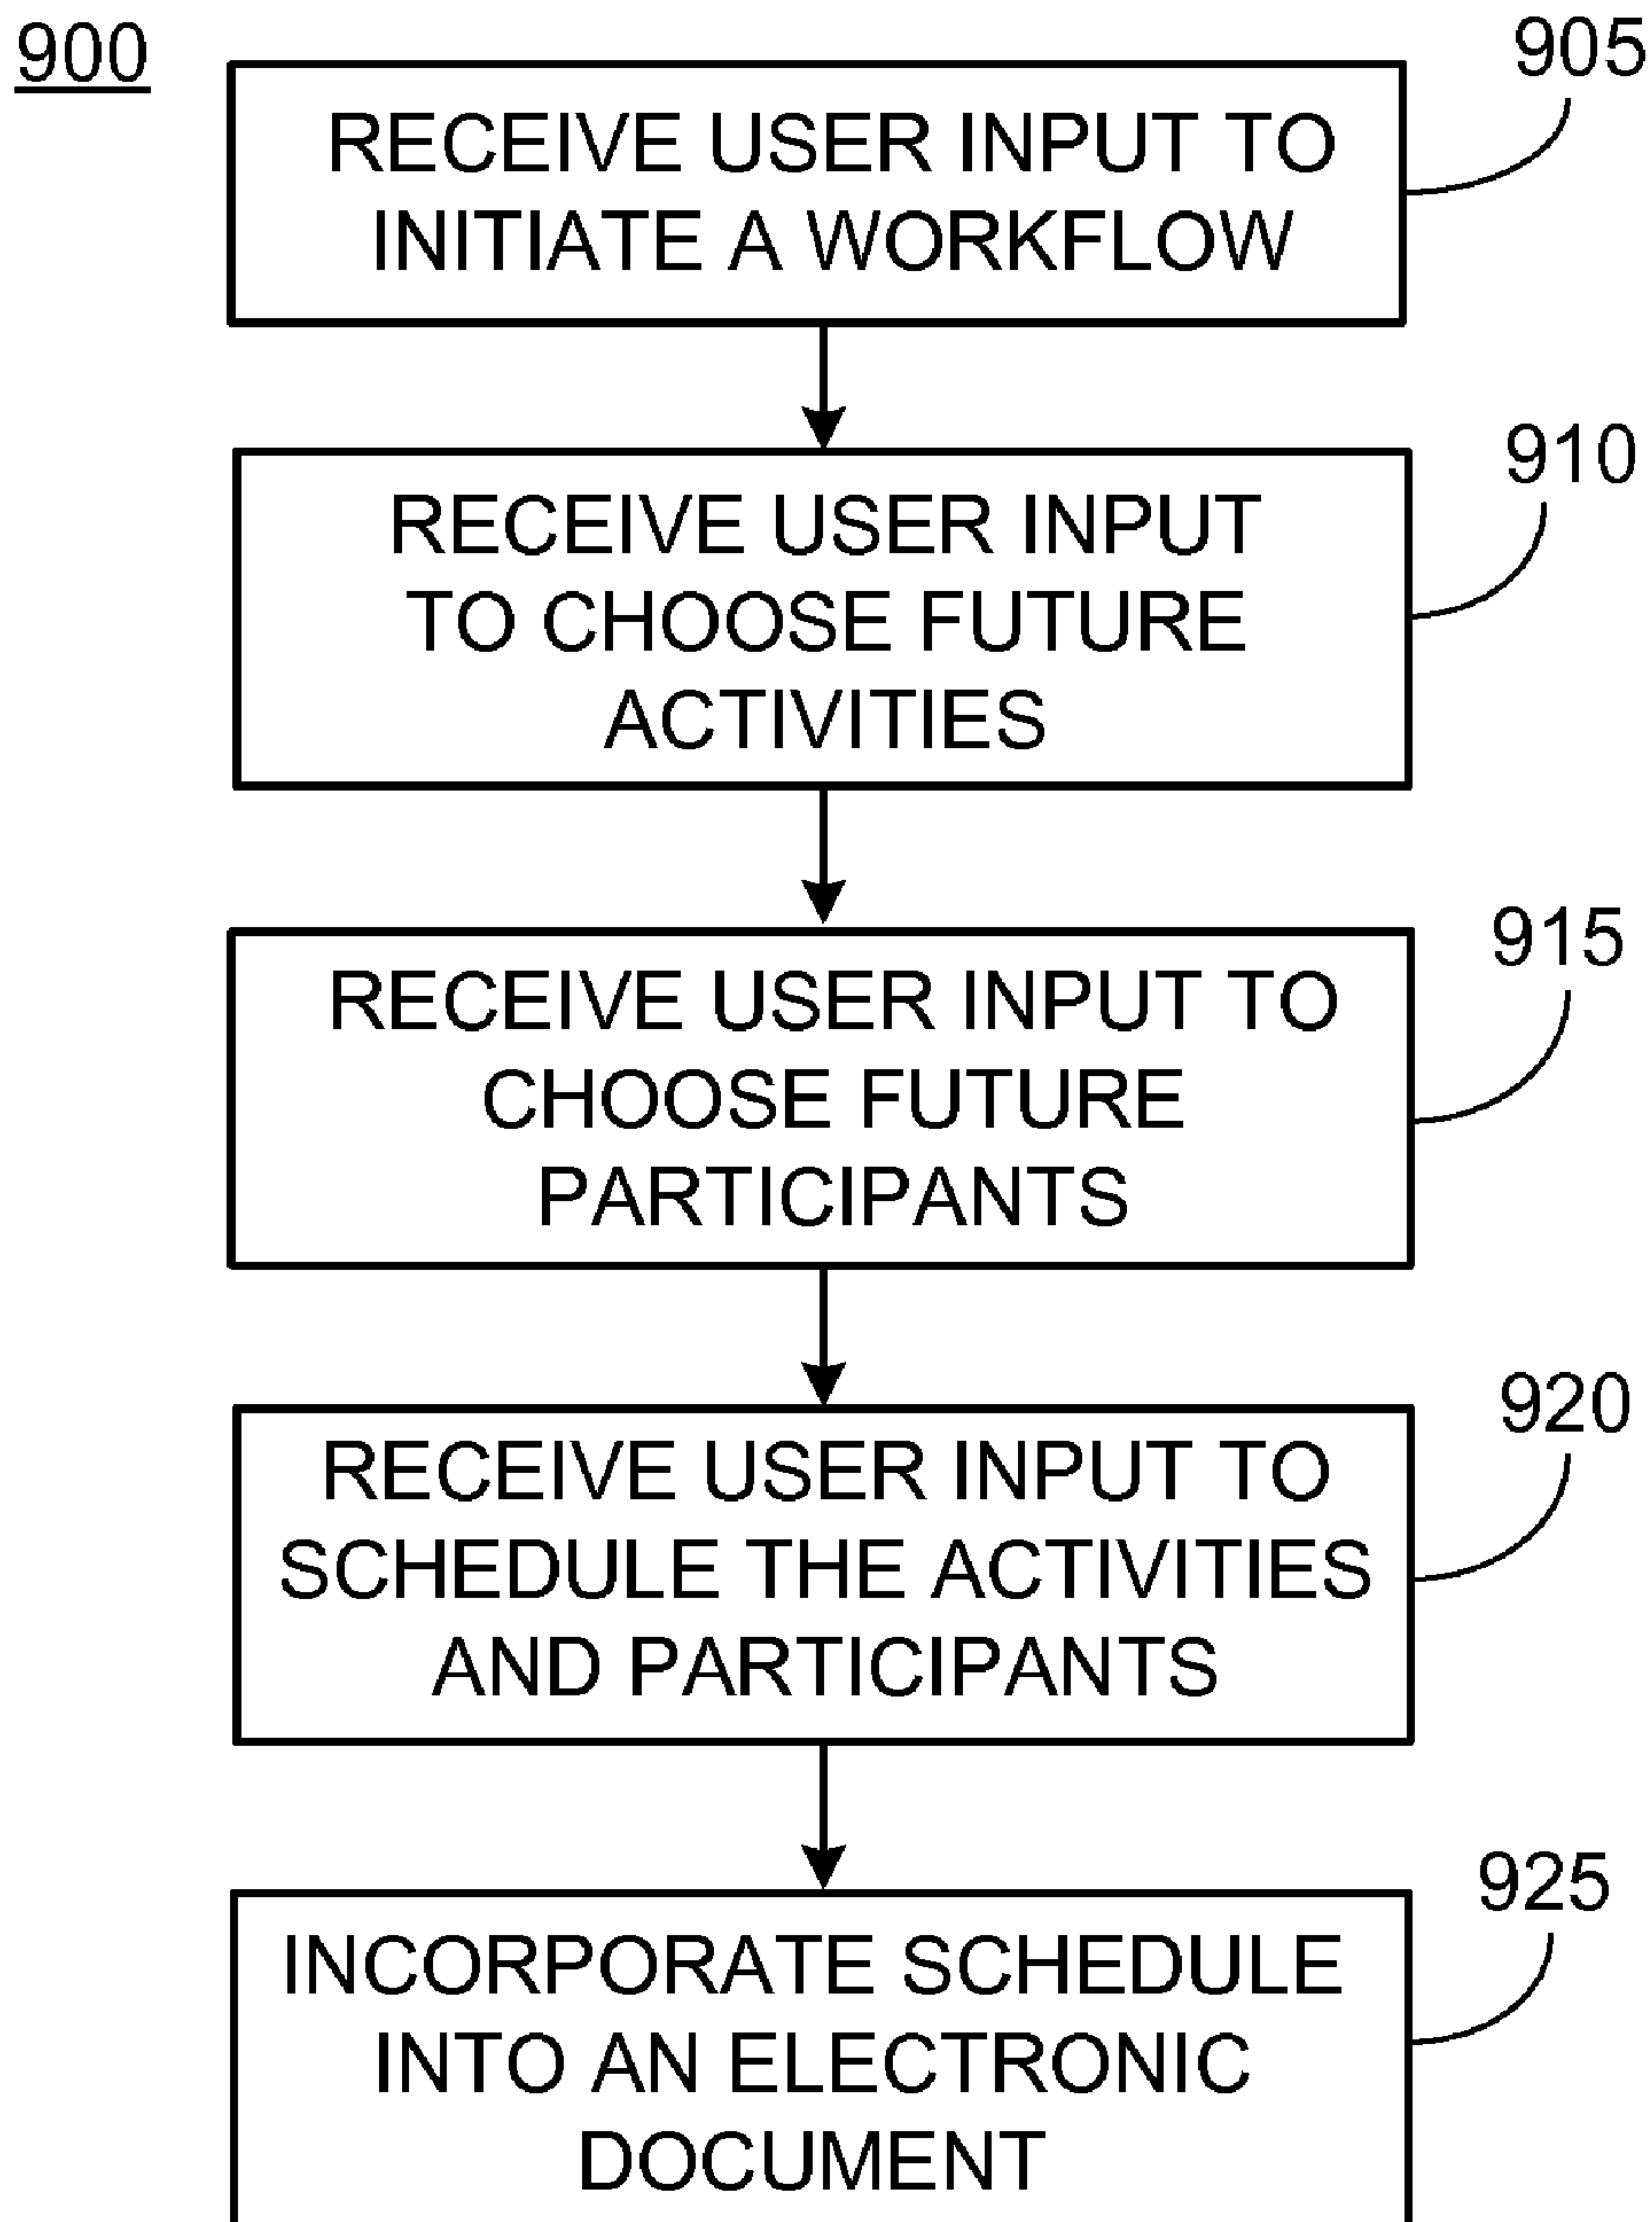 900
905
RECEIVE USER INPUT TO
INITIATE A WORKFLOW
910
RECEIVE USER INPUT
TO CHOOSE FUTURE
ACTIVITIES
915
RECEIVE USER INPUT TO
CHOOSE FUTURE
PARTICIPANTS
920
RECEIVE USER INPUT TO
SCHEDULE THE ACTIVITIES
AND PARTICIPANTS
925
INCORPORATE SCHEDULE
INTO AN ELECTRONIC
DOCUMENT